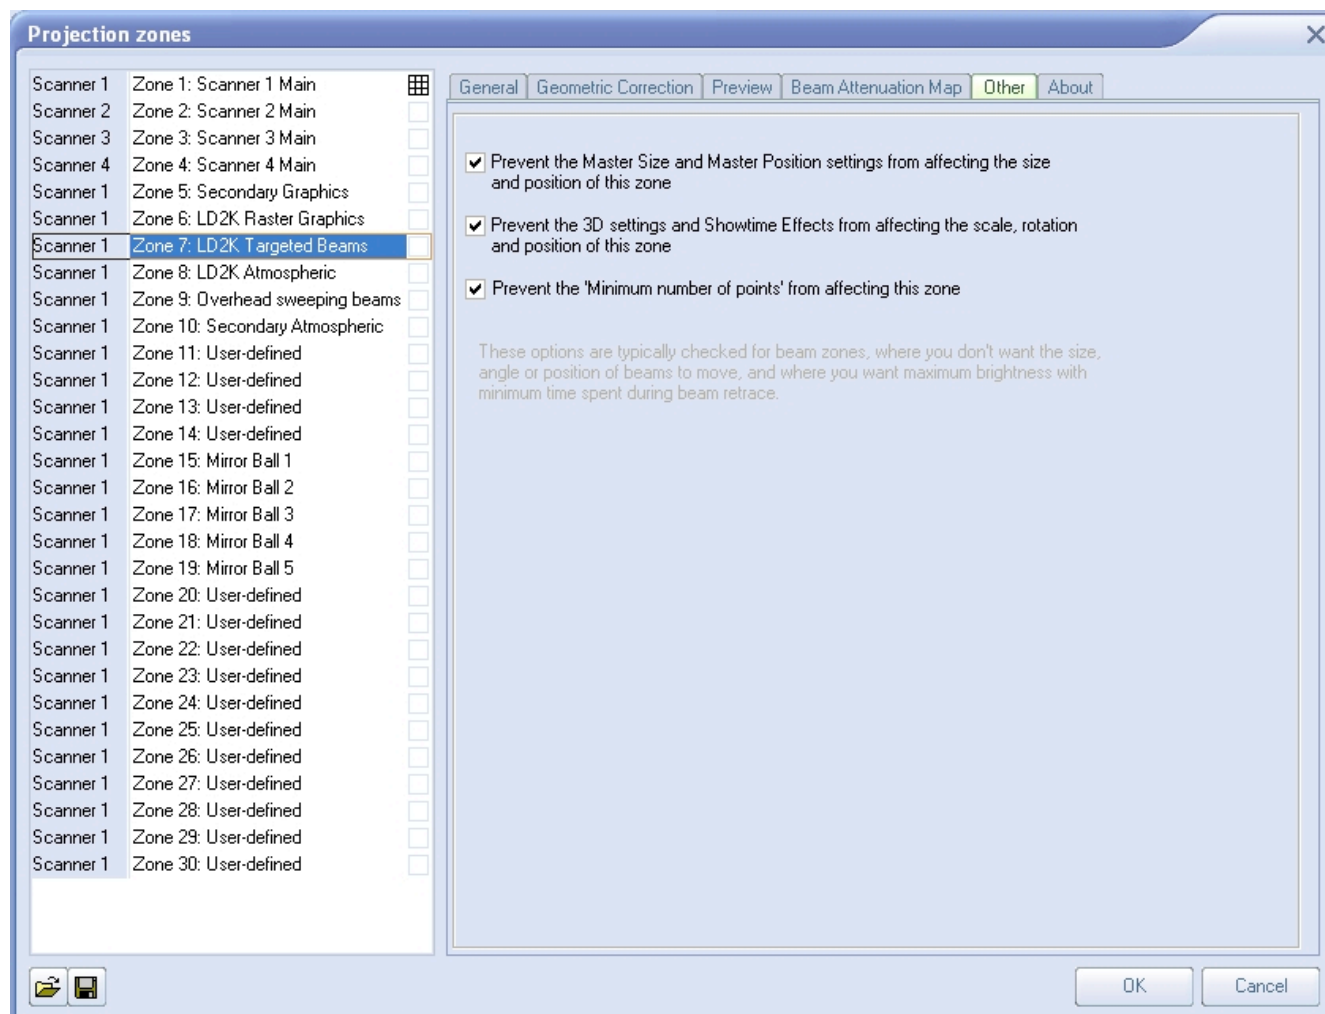 Projection zones
Scanner 1 Zone 1: Scanner 1 Main
Scanner 2 Zone 2: Scanner 2 Main
Scanner 3 Zone 3: Scanner 3 Main
Scanner 4 Zone 4: Scanner 4 Main
Scanner 1 Zone 5: Secondary Graphics
Scanner 1 Zone 6: LD2K Raster Graphics
Scanner 1 Zone 7: LD2K Targeted Beams
Scanner 1 Zone 8: LD2K Atmospheric
Scanner 1 Zone 9: Overhead sweeping beams
Scanner 1 Zone 10: Secondary Atmospheric
Scanner 1 Zone 11: User-defined
Scanner 1 Zone 12: User-defined
Scanner 1 Zone 13: User-defined
Scanner 1 Zone 14: User-defined
Scanner 1 Zone 15: Mirror Ball 1
Scanner 1 Zone 16: Mirror Ball 2
Scanner 1 Zone 17: Mirror Ball 3
Scanner 1 Zone 18: Mirror Ball 4
Scanner 1 Zone 19: Mirror Ball 5
Scanner 1 Zone 20: User-defined
Scanner 1 Zone 21: User-defined
Scanner 1 Zone 22: User-defined
Scanner 1 Zone 23: User-defined
Scanner 1 Zone 24: User-defined
Scanner 1 Zone 25: User-defined
Scanner 1 Zone 26: User-defined
Scanner 1 Zone 27: User-defined
Scanner 1 Zone 28: User-defined
Scanner 1 Zone 29: User-defined
Scanner 1 Zone 30: User-defined
General Geometric Correction Preview Beam Attenuation Map Other About
Prevent the Master Size and Master Position settings from affecting the size
and position of this zone
Prevent the 3D settings and Showtime Effects from affecting the scale, rotation
and position of this zone
Prevent the 'Minimum number of points' from affecting this zone
These options are typically checked for beam zones, where you don't want the size,
angle or position of beams to move, and where you want maximum brightness with
minimum time spent during beam retrace.
OK Cancel